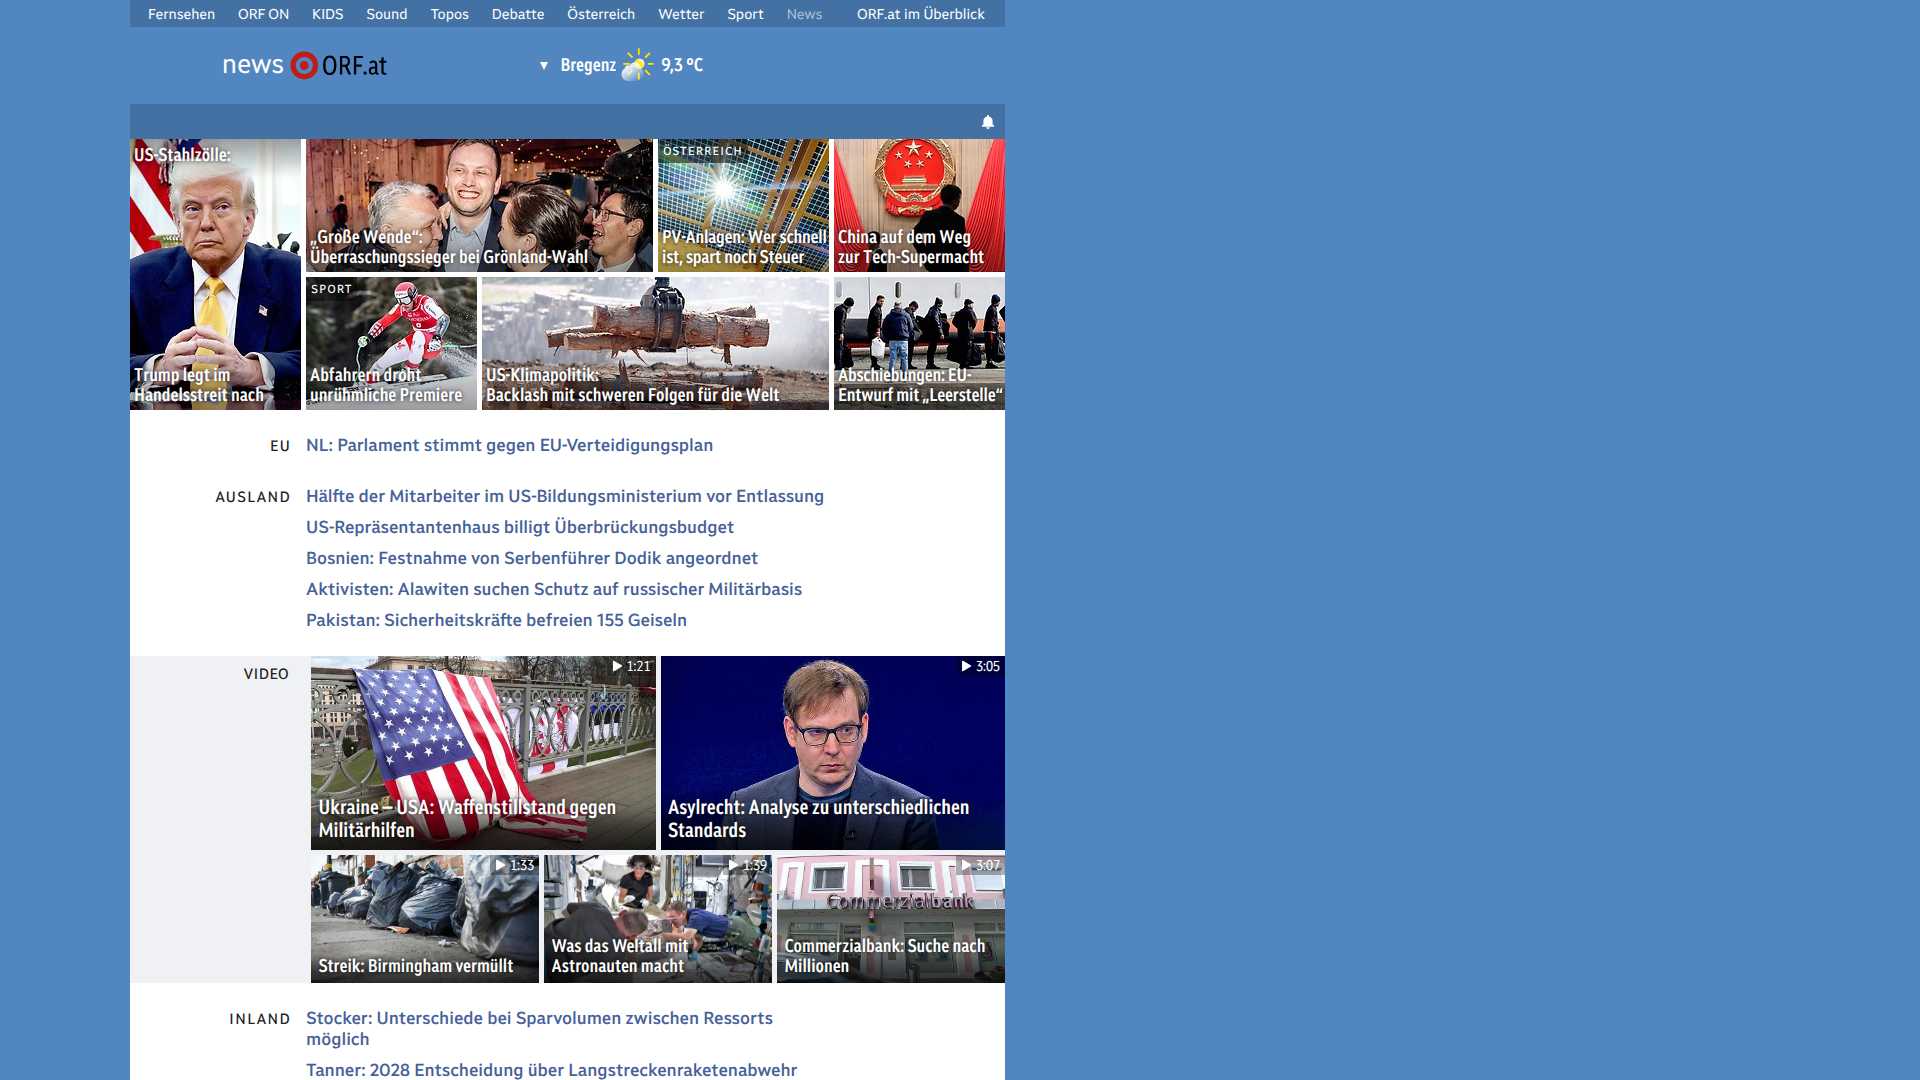 Fernsehen ORF ON KIDS Sound Topos Debatte Österreich Wetter Sport News ORF.at im Überblick
news ORF.at
Bregenz 9,3 °C
US-Stahlzölle:
Trump legt im
Handelsstreit nach
„Große Wende“:
Überraschungssieger bei Grönland-Wahl
ÖSTERREICH
PV-Anlagen: Wer schnell
ist, spart noch Steuer
China auf dem Weg
zur Tech-Supermacht
SPORT
Abfahrern droht
unrühmliche Premiere
US-Klimapolitik:
Backlash mit schweren Folgen für die Welt
Abschiebungen: EU-
Entwurf mit „Leerstelle“
EU
NL: Parlament stimmt gegen EU-Verteidigungsplan
AUSLAND
Hälfte der Mitarbeiter im US-Bildungsministerium vor Entlassung
US-Repräsentantenhaus billigt Überbrückungsbudget
Bosnien: Festnahme von Serbenführer Dodik angeordnet
Aktivisten: Alawiten suchen Schutz auf russischer Militärbasis
Pakistan: Sicherheitskräfte befreien 155 Geiseln
VIDEO
1:21
Ukraine – USA: Waffenstillstand gegen
Militärhilfen
3:05
Asylrecht: Analyse zu unterschiedlichen
Standards
1:33
Streik: Birmingham vermüllt
1:39
Was das Weltall mit
Astronauten macht
3:07
Commerzialbank
Commerzialbank: Suche nach
Millionen
INLAND
Stocker: Unterschiede bei Sparvolumen zwischen Ressorts
möglich
Tanner: 2028 Entscheidung über Langstreckenraketenabwehr